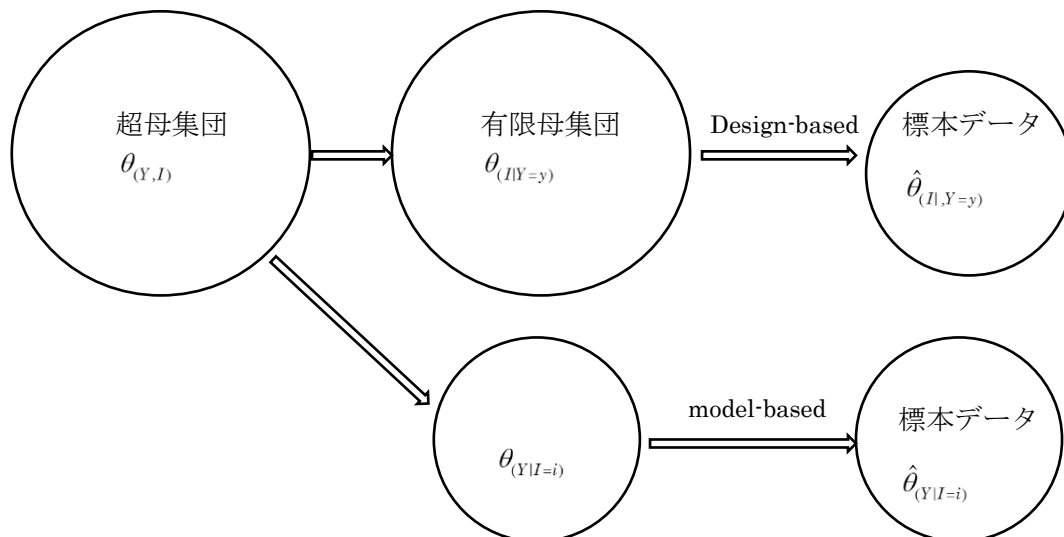 超母集団
θ(Y,I)
有限母集団
θ(I|Y=y)
Design-based
標本データ
θ̂(I|,Y=y)
θ(Y|I=i)
model-based
標本データ
θ̂(Y|I=i)